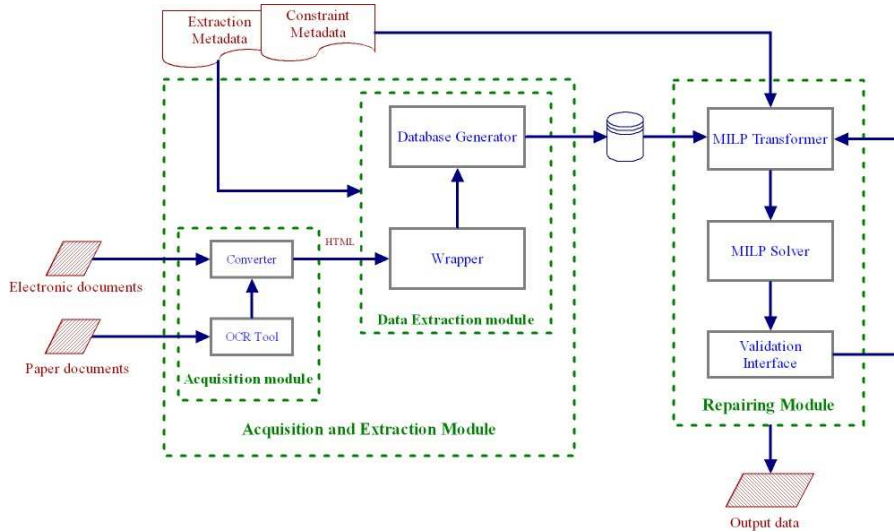 Extraction
Metadata
Constraint
Metadata
Database Generator
MILP Transformer
HTML
Converter
Wrapper
MILP Solver
Electronic documents
Data Extraction module
OCR Tool
Validation
Interface
Paper documents
Acquisition module
Repairing Module
Acquisition and Extraction Module
Output data